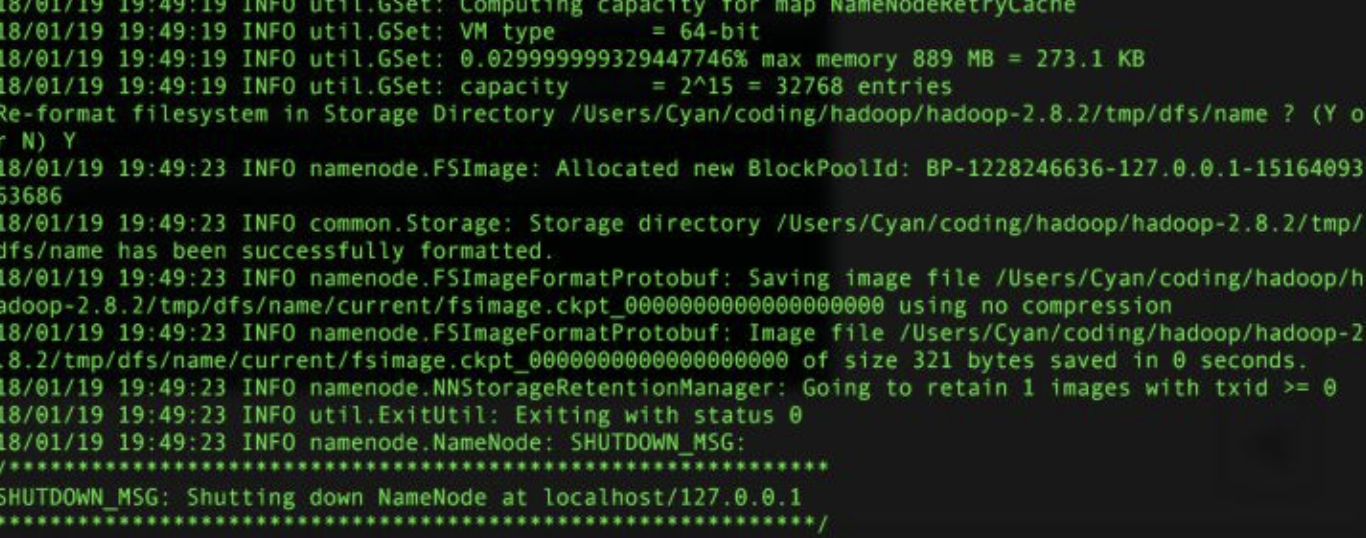 18/01/19 19:49:19 INFO util.GSet: Computing capacity for map NameNodeRetryCache
18/01/19 19:49:19 INFO util.GSet: VM type       = 64-bit
18/01/19 19:49:19 INFO util.GSet: 0.029999999329447746% max memory 889 MB = 273.1 KB
18/01/19 19:49:19 INFO util.GSet: capacity      = 2^15 = 32768 entries
Re-format filesystem in Storage Directory /Users/Cyan/coding/hadoop/hadoop-2.8.2/tmp/dfs/name ? (Y o
r N) Y
18/01/19 19:49:23 INFO namenode.FSImage: Allocated new BlockPoolId: BP-1228246636-127.0.0.1-15164093
63686
18/01/19 19:49:23 INFO common.Storage: Storage directory /Users/Cyan/coding/hadoop/hadoop-2.8.2/tmp/
dfs/name has been successfully formatted.
18/01/19 19:49:23 INFO namenode.FSImageFormatProtobuf: Saving image file /Users/Cyan/coding/hadoop/h
adoop-2.8.2/tmp/dfs/name/current/fsimage.ckpt_0000000000000000000 using no compression
18/01/19 19:49:23 INFO namenode.FSImageFormatProtobuf: Image file /Users/Cyan/coding/hadoop/hadoop-2
.8.2/tmp/dfs/name/current/fsimage.ckpt_0000000000000000000 of size 321 bytes saved in 0 seconds.
18/01/19 19:49:23 INFO namenode.NNStorageRetentionManager: Going to retain 1 images with txid >= 0
18/01/19 19:49:23 INFO util.ExitUtil: Exiting with status 0
18/01/19 19:49:23 INFO namenode.NameNode: SHUTDOWN_MSG:
/************************************************************
SHUTDOWN_MSG: Shutting down NameNode at localhost/127.0.0.1
************************************************************/